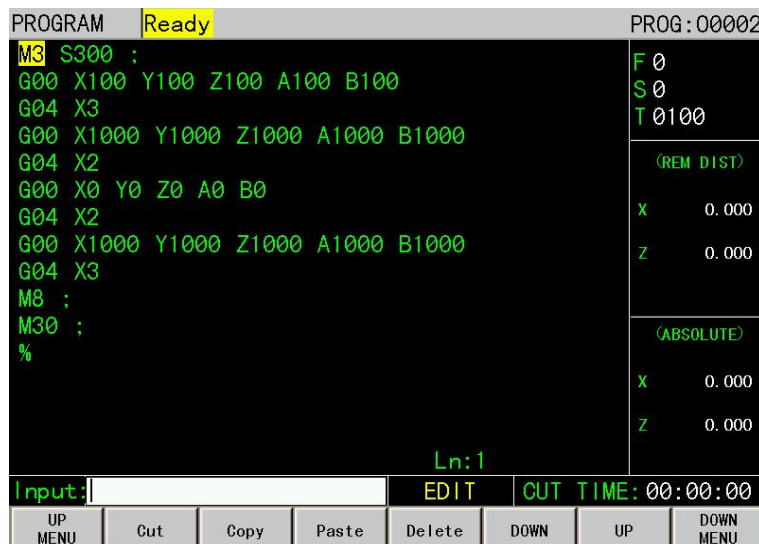 PROGRAM Ready PROG:O0002
M3 S300 ;
G00 X100 Y100 Z100 A100 B100
G04 X3
G00 X1000 Y1000 Z1000 A1000 B1000
G04 X2
G00 X0 Y0 Z0 A0 B0
G04 X2
G00 X1000 Y1000 Z1000 A1000 B1000
G04 X3
M8 ;
M30 ;
%
Ln:1
F 0
S 0
T 0100
(REM DIST)
X 0.000
Z 0.000
(ABSOLUTE)
X 0.000
Z 0.000
Input: EDIT CUT TIME: 00:00:00
UP MENU
Cut
Copy
Paste
Delete
DOWN
UP
DOWN MENU